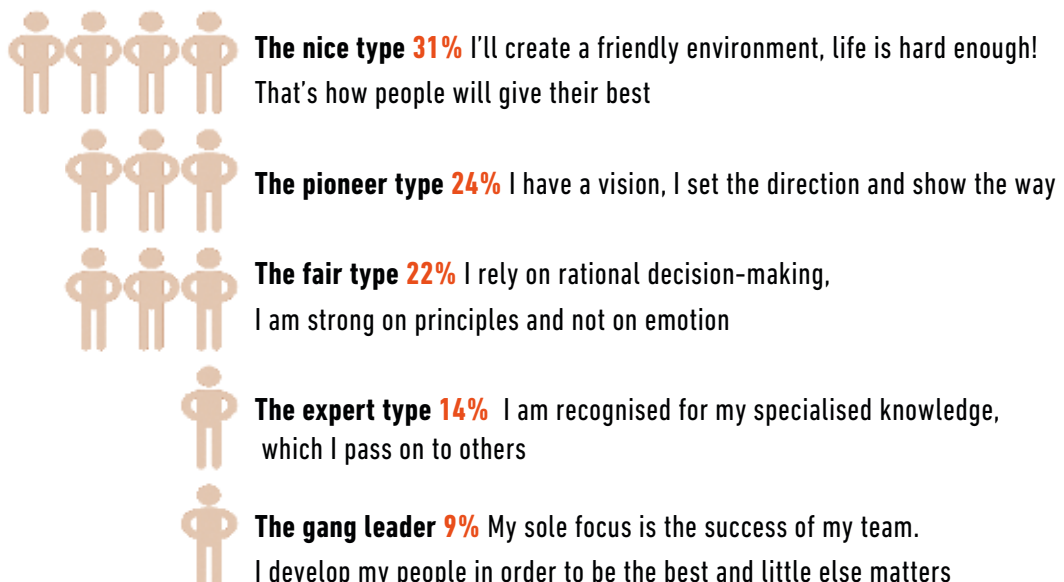 The nice type 31% I’ll create a friendly environment, life is hard enough!
That’s how people will give their best
The pioneer type 24% I have a vision, I set the direction and show the way
The fair type 22% I rely on rational decision-making,
I am strong on principles and not on emotion
The expert type 14% I am recognised for my specialised knowledge,
which I pass on to others
The gang leader 9% My sole focus is the success of my team.
I develop my people in order to be the best and little else matters